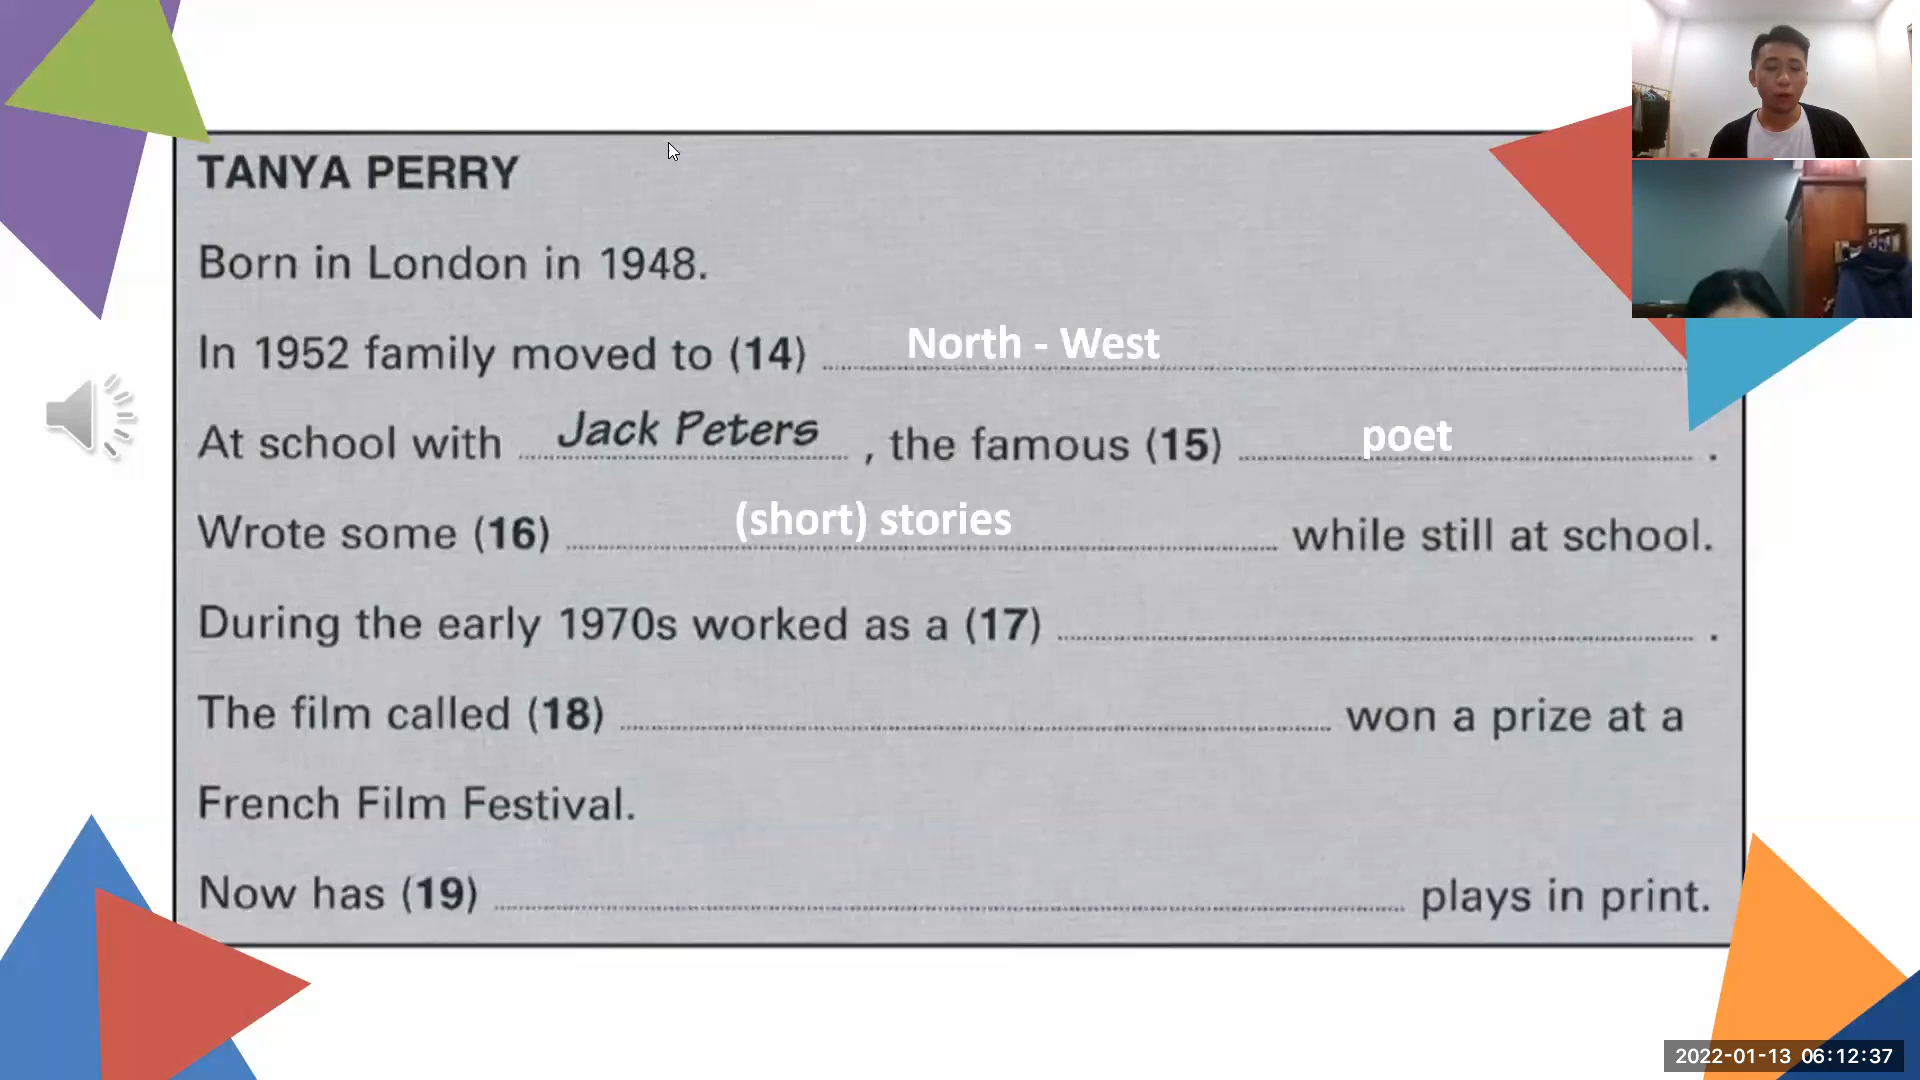 TANYA PERRY
Born in London in 1948.
In 1952 family moved to (14) North - West
At school with Jack Peters, the famous (15) poet.
Wrote some (16) (short) stories while still at school.
During the early 1970s worked as a (17) .
The film called (18) won a prize at a
French Film Festival.
Now has (19) plays in print.
2022-01-13 06:12:37